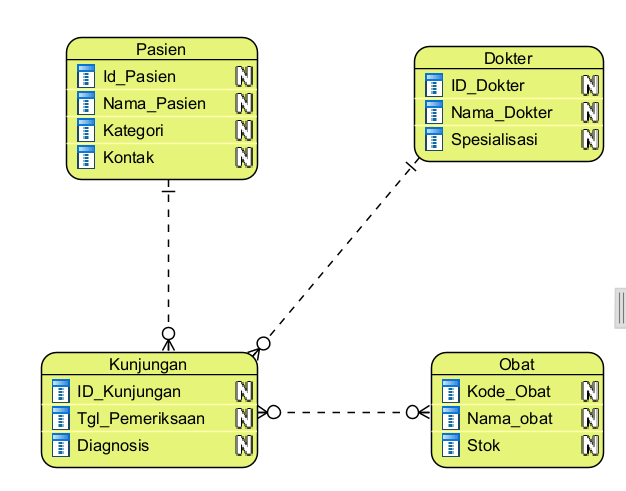 Pasien
Id_Pasien N
Nama_Pasien N
Kategori N
Kontak N
Dokter
ID_Dokter N
Nama_Dokter N
Spesialisasi N
Kunjungan
ID_Kunjungan N
Tgl_Pemeriksaan N
Diagnosis N
Obat
Kode_Obat N
Nama_obat N
Stok N